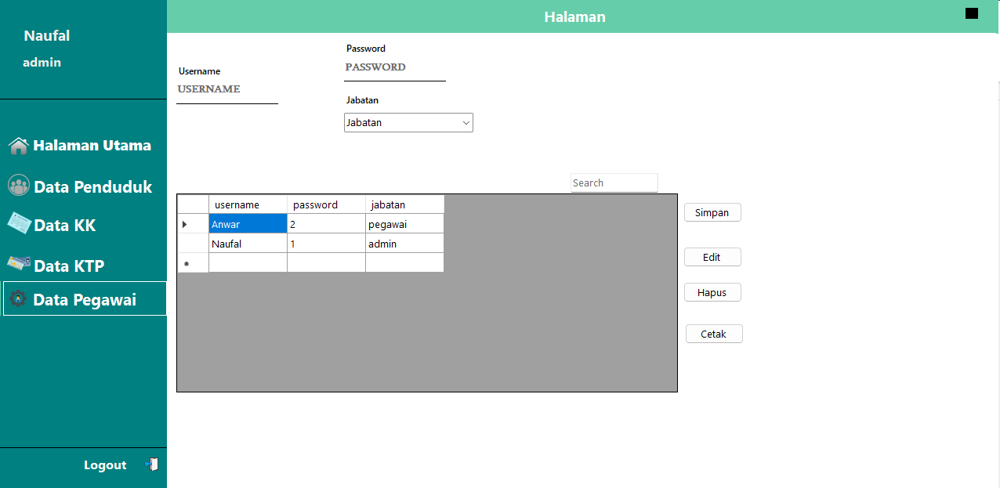 Naufal
admin
Halaman Utama
Data Penduduk
Data KK
Data KTP
Data Pegawai
Logout
Halaman
Username
USERNAME
Password
PASSWORD
Jabatan
Jabatan
Search
username password jabatan
Anwar 2 pegawai
Naufal 1 admin
Simpan
Edit
Hapus
Cetak